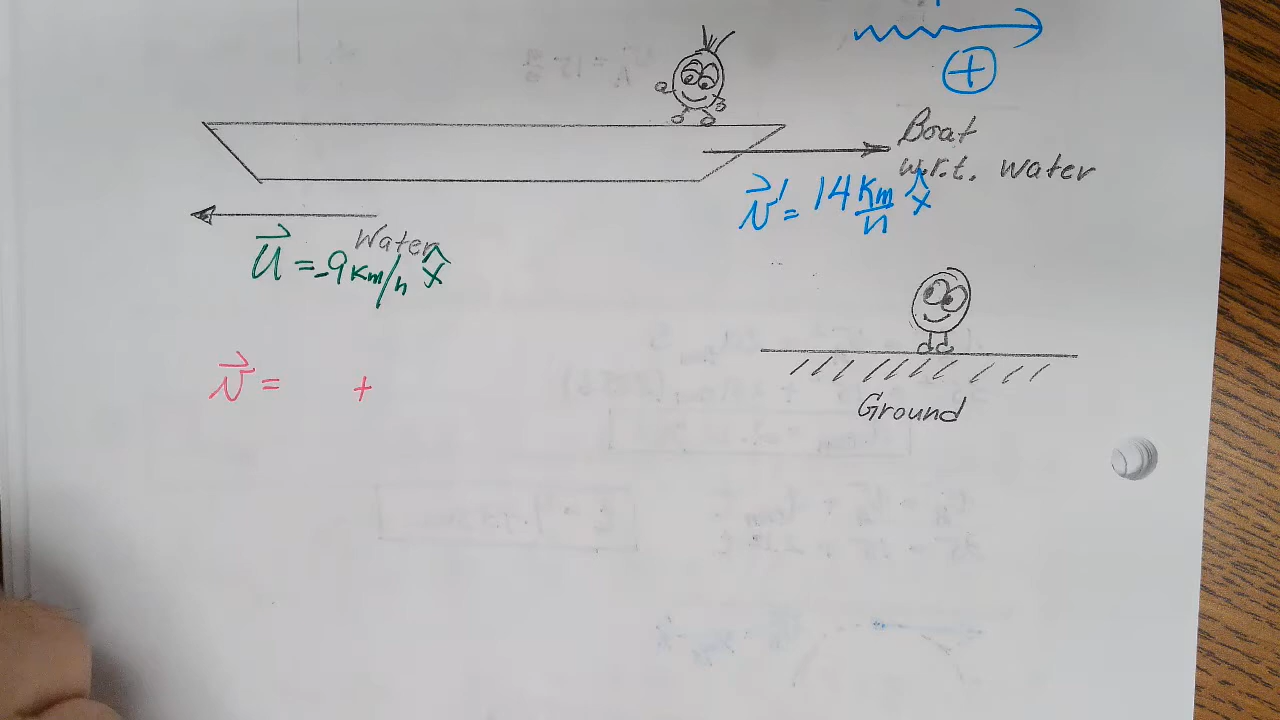 +
Boat
w.r.t. water
v⃗' = 14 km/h x̂
Water
u⃗ = -9 km/h x̂
v⃗ = +
Ground